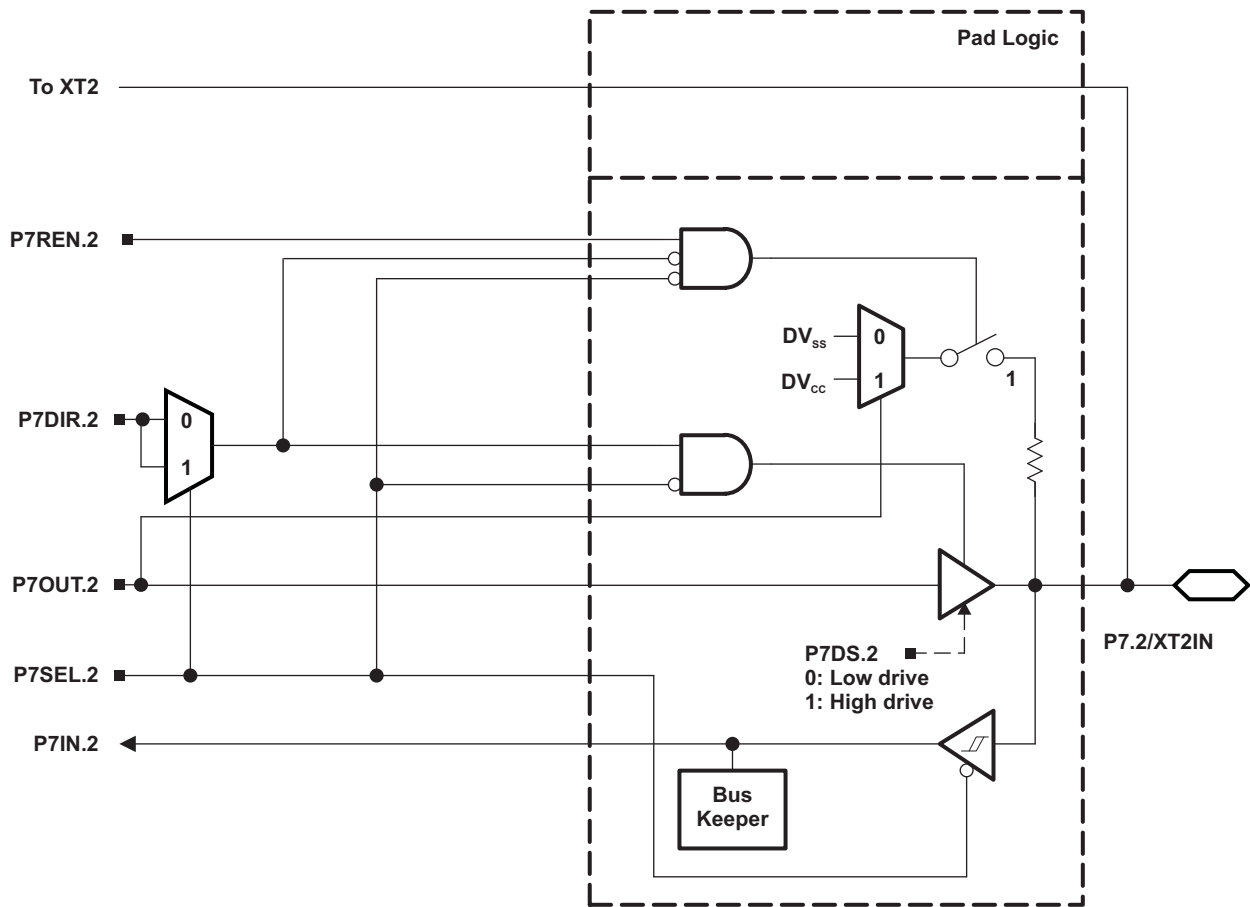 Pad Logic
To XT2
P7REN.2
DVSS
0
DVCC
1
1
P7DIR.2
0
1
P7OUT.2
P7DS.2
0: Low drive
1: High drive
P7.2/XT2IN
P7SEL.2
P7IN.2
Bus
Keeper